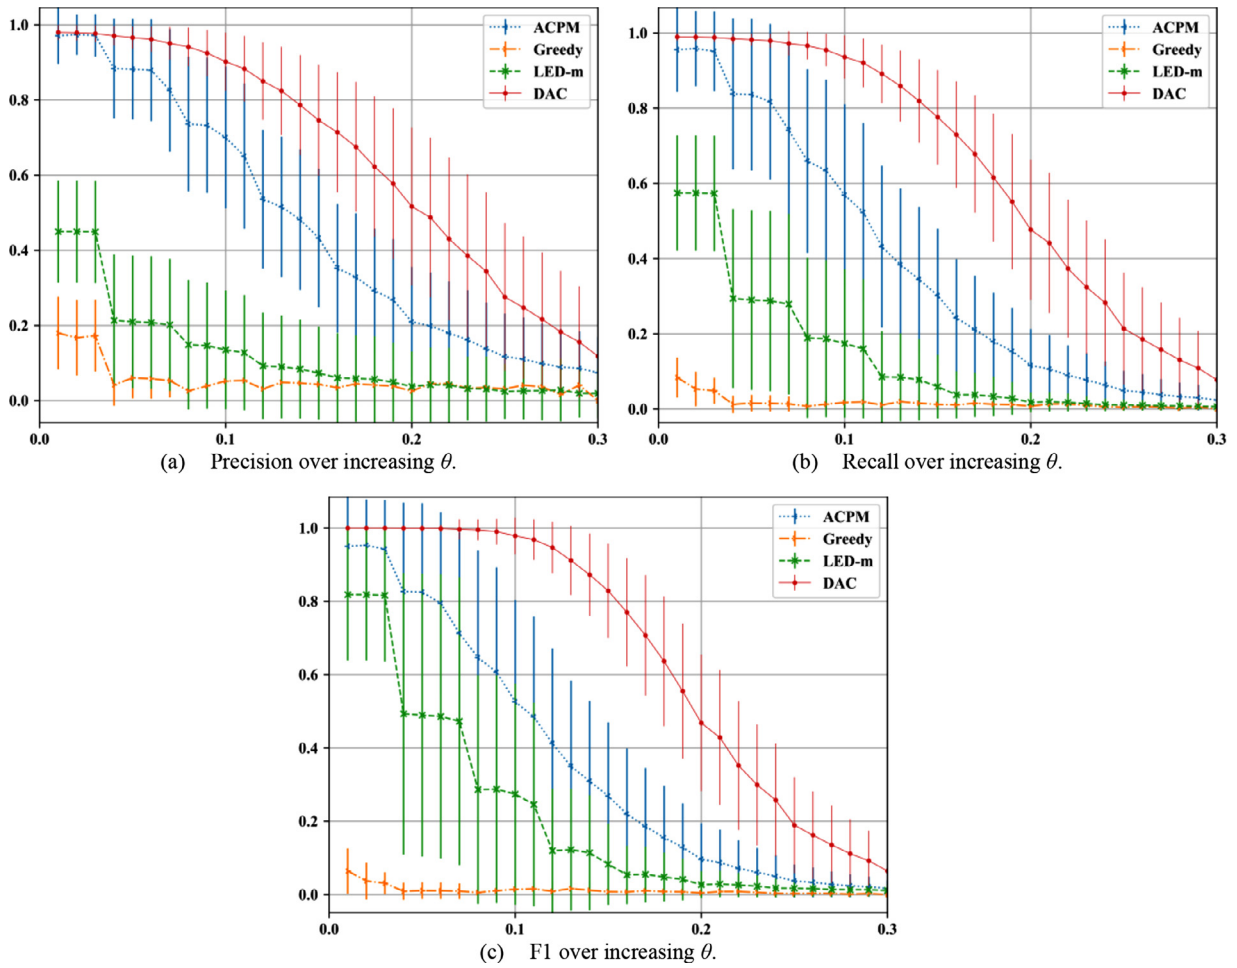 1.0
0.8
0.6
0.4
0.2
0.0
0.0 0.1 0.2 0.3
ACPM
Greedy
LED-m
DAC
(a) Precision over increasing θ.
1.0
0.8
0.6
0.4
0.2
0.0
0.0 0.1 0.2 0.3
ACPM
Greedy
LED-m
DAC
(b) Recall over increasing θ.
1.0
0.8
0.6
0.4
0.2
0.0
0.0 0.1 0.2 0.3
ACPM
Greedy
LED-m
DAC
(c) F1 over increasing θ.